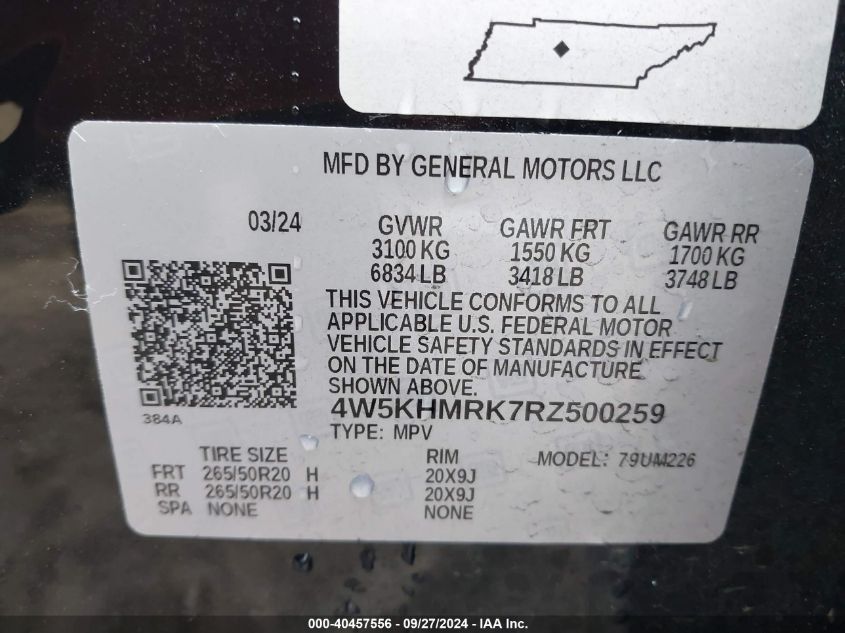 MFD BY GENERAL MOTORS LLC
03/24 GVWR GAWR FRT GAWR RR
3100 KG 1550 KG 1700 KG
6834 LB 3418 LB 3748 LB
THIS VEHICLE CONFORMS TO ALL
APPLICABLE U.S. FEDERAL MOTOR
VEHICLE SAFETY STANDARDS IN EFFECT
ON THE DATE OF MANUFACTURE
SHOWN ABOVE.
384A
4W5KHMRK7RZ500259
TYPE: MPV
TIRE SIZE RIM MODEL: 79UM226
FRT 265/50R20 H 20X9J
RR 265/50R20 H 20X9J
SPA NONE NONE
000-40457556 - 09/27/2024 - IAA Inc.